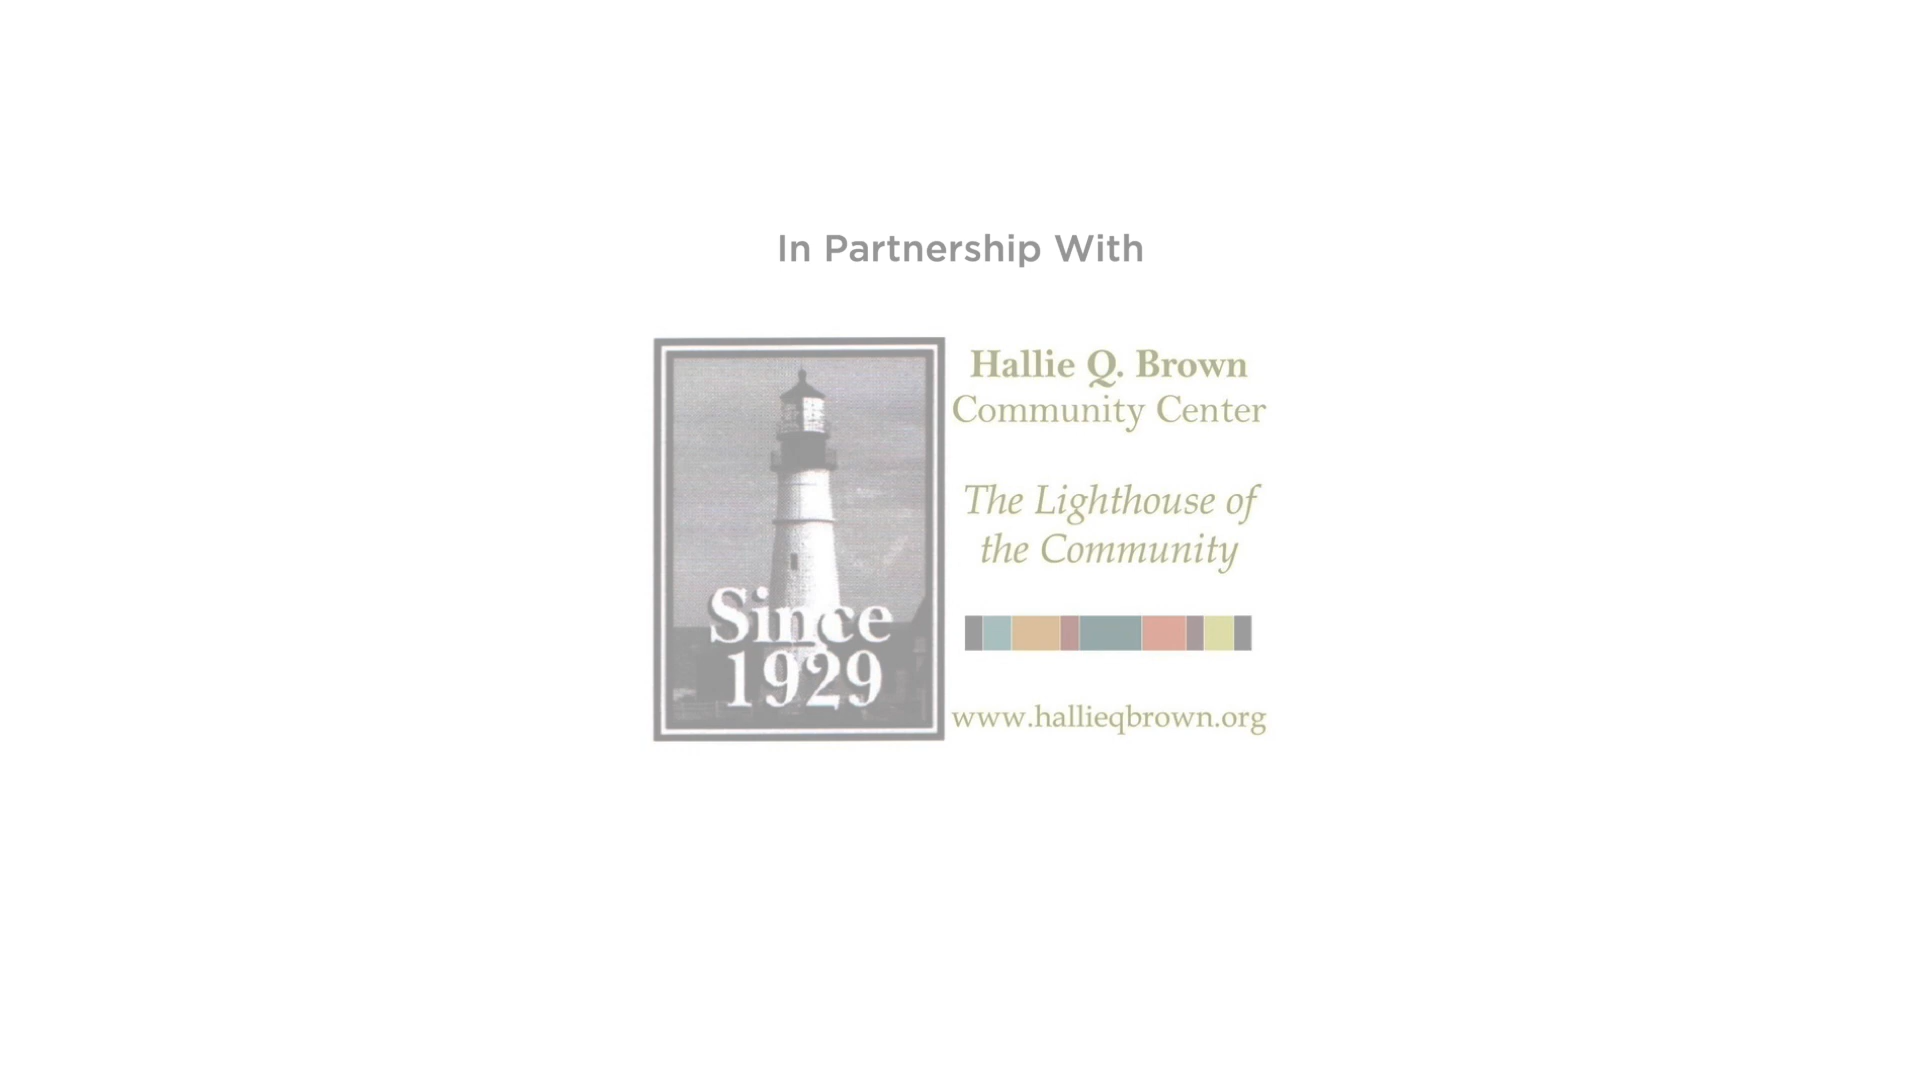 In Partnership With
Since
1929
Hallie Q. Brown
Community Center
The Lighthouse of
the Community
www.hallieqbrown.org